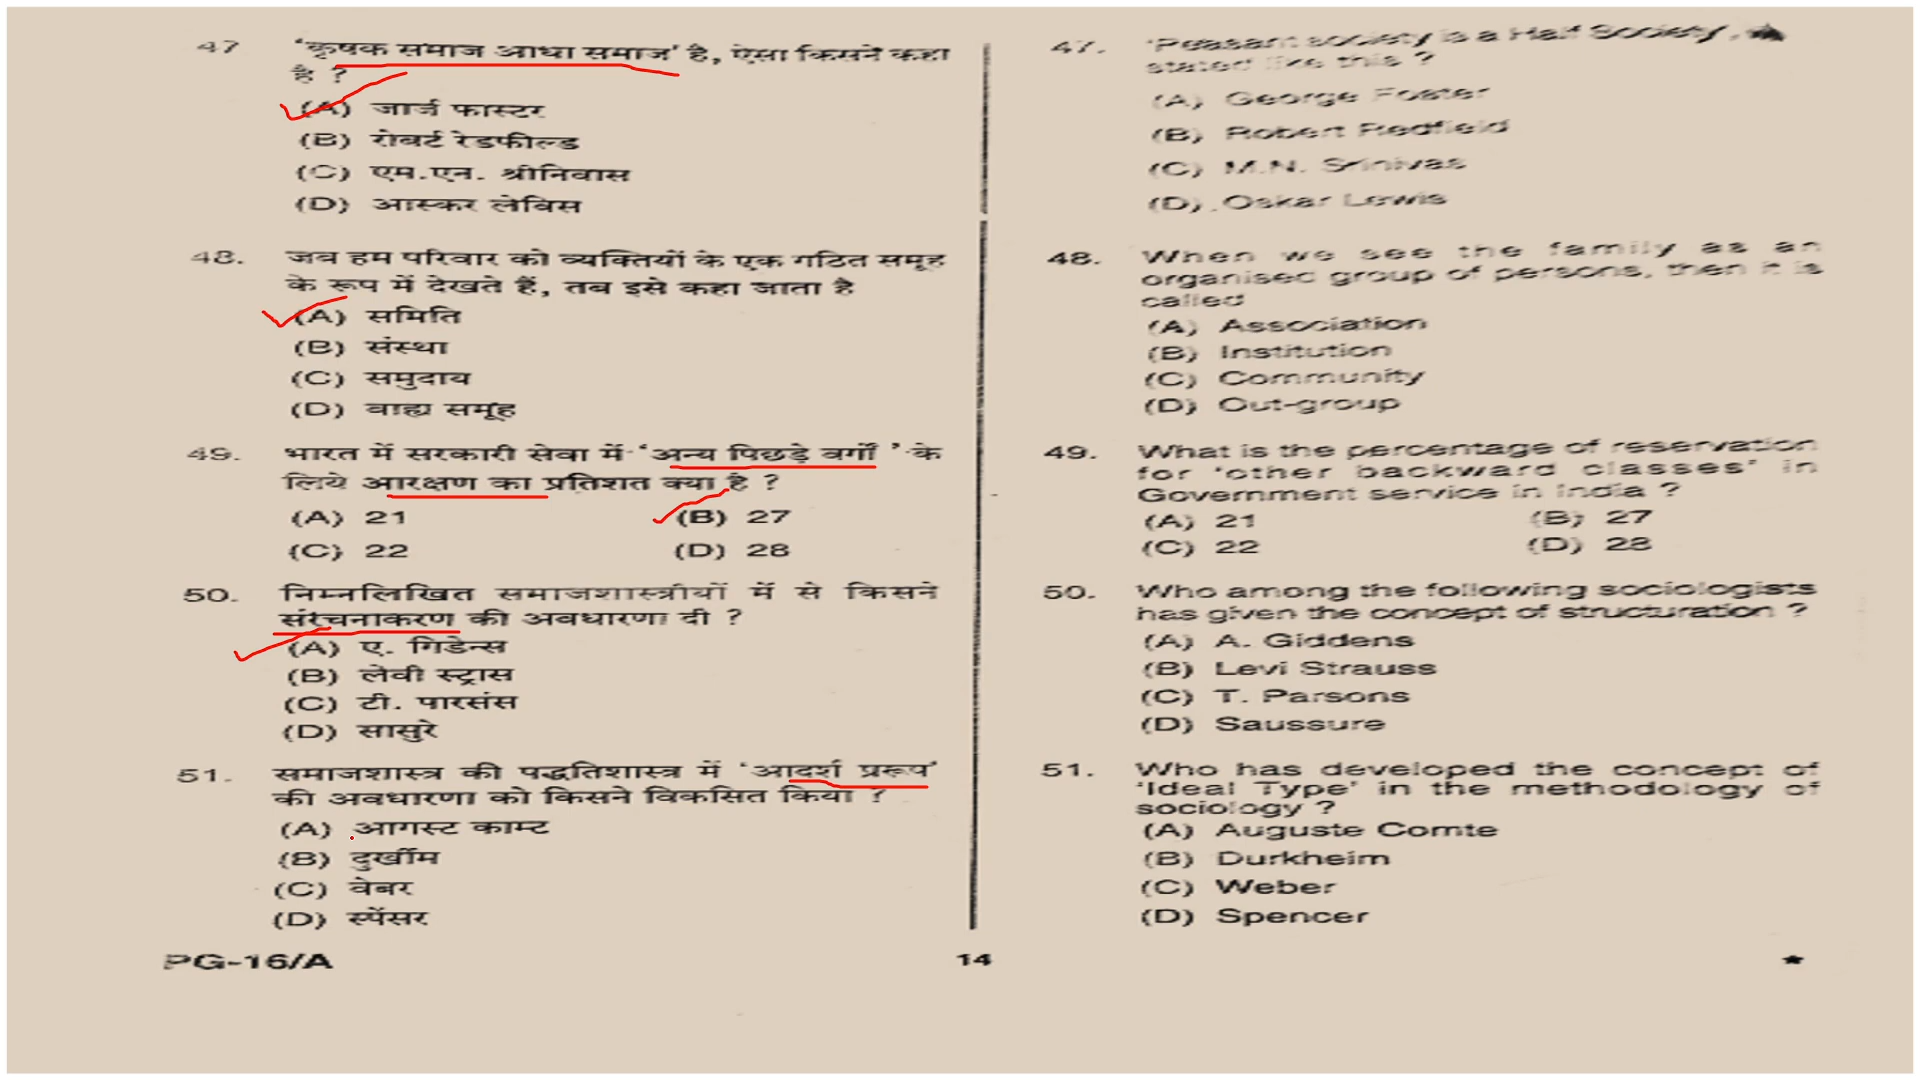 47 'कृषक समाज आधा समाज' है, ऐसा किसने कहा
है ?
(A) जार्ज फास्टर
(B) रोबर्ट रेडफील्ड
(C) एम.एन. श्रीनिवास
(D) आस्कर लेविस
48. जब हम परिवार को व्यक्तियों के एक गठित समूह
के रूप में देखते हैं, तब इसे कहा जाता है
(A) समिति
(B) संस्था
(C) समुदाय
(D) बाह्य समूह
49. भारत में सरकारी सेवा में 'अन्य पिछड़े वर्गों ' के
लिये आरक्षण का प्रतिशत क्या है ?
(A) 21 (B) 27
(C) 22 (D) 28
50. निम्नलिखित समाजशास्त्रीयों में से किसने
संरचनाकरण की अवधारणा दी ?
(A) ए. गिडेन्स
(B) लेवी स्ट्रास
(C) टी. पारसंस
(D) सासुरे
51. समाजशास्त्र की पद्धतिशास्त्र में 'आदर्श प्ररूप'
की अवधारणा को किसने विकसित किया ?
(A) आगस्ट काम्ट
(B) दुर्खीम
(C) वेबर
(D) स्पेंसर
47. 'Peasant society is a Half Society',
stated like this ?
(A) George Foster
(B) Robert Redfield
(C) M.N. Srinivas
(D) Oskar Lewis
48. When we see the family as an
organised group of persons, then it is
called
(A) Association
(B) Institution
(C) Community
(D) Out-group
49. What is the percentage of reservation
for 'other backward classes' in
Government service in India ?
(A) 21 (B) 27
(C) 22 (D) 28
50. Who among the following sociologists
has given the concept of structuration ?
(A) A. Giddens
(B) Levi Strauss
(C) T. Parsons
(D) Saussure
51. Who has developed the concept of
'Ideal Type' in the methodology of
sociology ?
(A) Auguste Comte
(B) Durkheim
(C) Weber
(D) Spencer
PG-16/A 14 ★